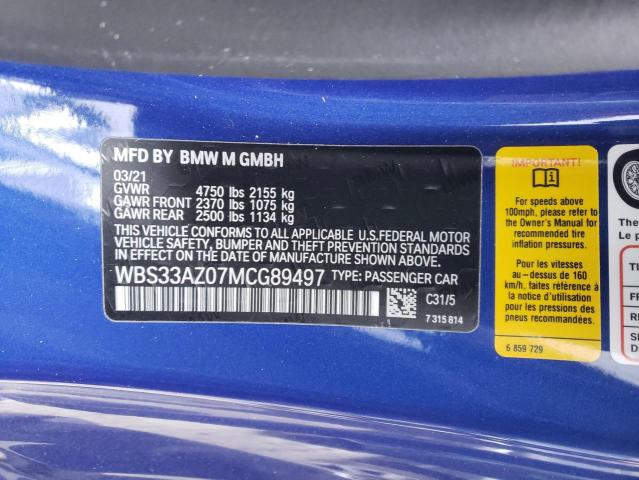 MFD BY BMW M GMBH
03/21
GVWR 4750 lbs 2155 kg
GAWR FRONT 2370 lbs 1075 kg
GAWR REAR 2500 lbs 1134 kg
THIS VEHICLE CONFORMS TO ALL APPLICABLE U.S.FEDERAL MOTOR
VEHICLE SAFETY, BUMPER AND THEFT PREVENTION STANDARDS
IN EFFECT ON THE DATE OF MANUFACTURE SHOWN ABOVE.
WBS33AZ07MCG89497 TYPE: PASSENGER CAR
C31/5
7 315 814
For speeds above
100mph, please refer to
the Owner's Manual for
recommended tire
inflation pressures
Pour les vitesses
au-dessus de 160
km/h, faites référence à
la section "L'utilisation"
pour des pressions des
pneus recommandées.
6 859 729
The
Le p